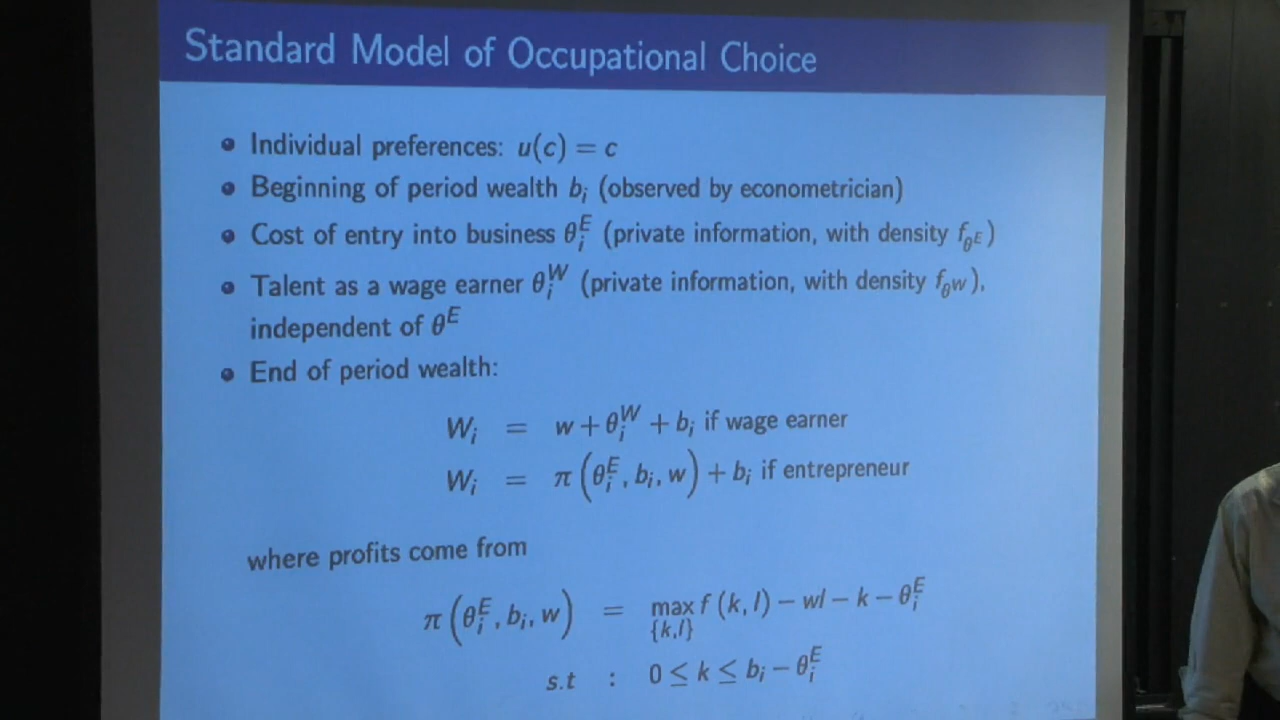 Standard Model of Occupational Choice
• Individual preferences: u(c) = c
• Beginning of period wealth b_i (observed by econometrician)
• Cost of entry into business θ_i^E (private information, with density f_{θ^E})
• Talent as a wage earner θ_i^W (private information, with density f_{θ^W}),
independent of θ^E
• End of period wealth:
W_i = w + θ_i^W + b_i if wage earner
W_i = π(θ_i^E, b_i, w) + b_i if entrepreneur
where profits come from
π(θ_i^E, b_i, w) = max_{{k,l}} f(k, l) − wl − k − θ_i^E
s.t : 0 ≤ k ≤ b_i − θ_i^E